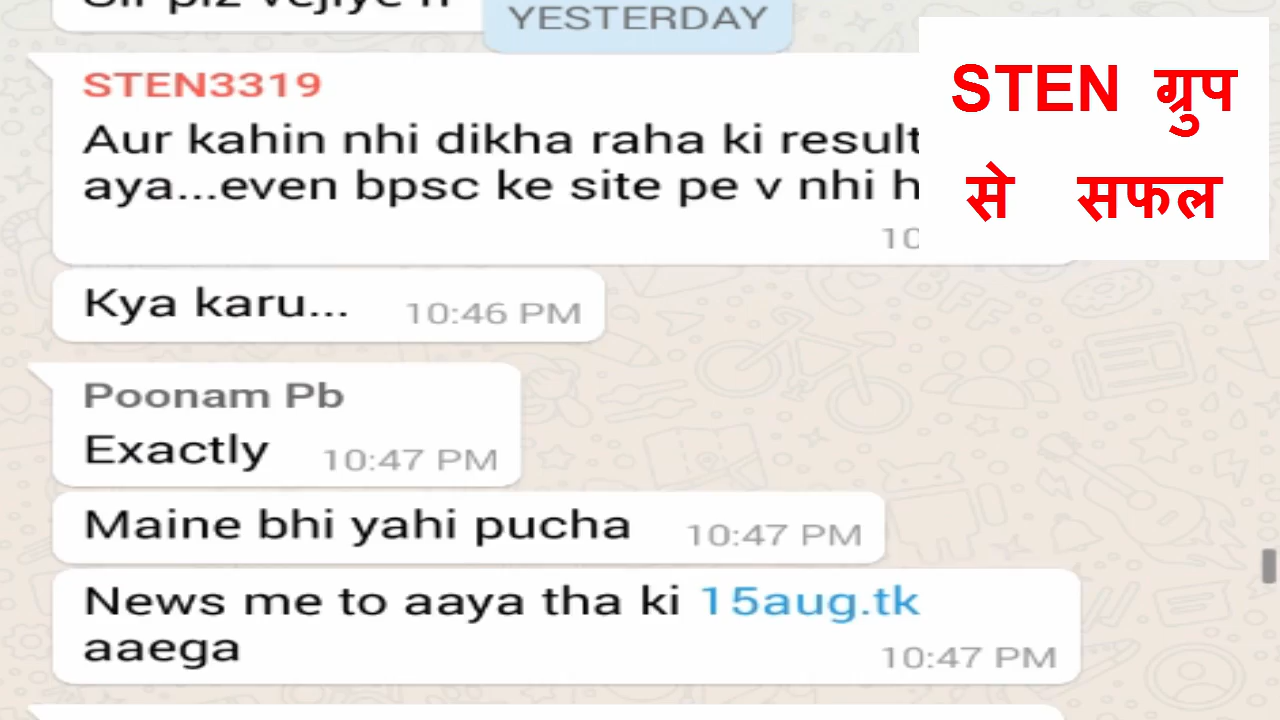 YESTERDAY
STEN3319
Aur kahin nhi dikha raha ki result
aya...even bpsc ke site pe v nhi
Kya karu... 10:46 PM
Poonam Pb
Exactly 10:47 PM
Maine bhi yahi pucha 10:47 PM
News me to aaya tha ki 15aug.tk
aaega 10:47 PM
STEN ग्रुप
से सफल